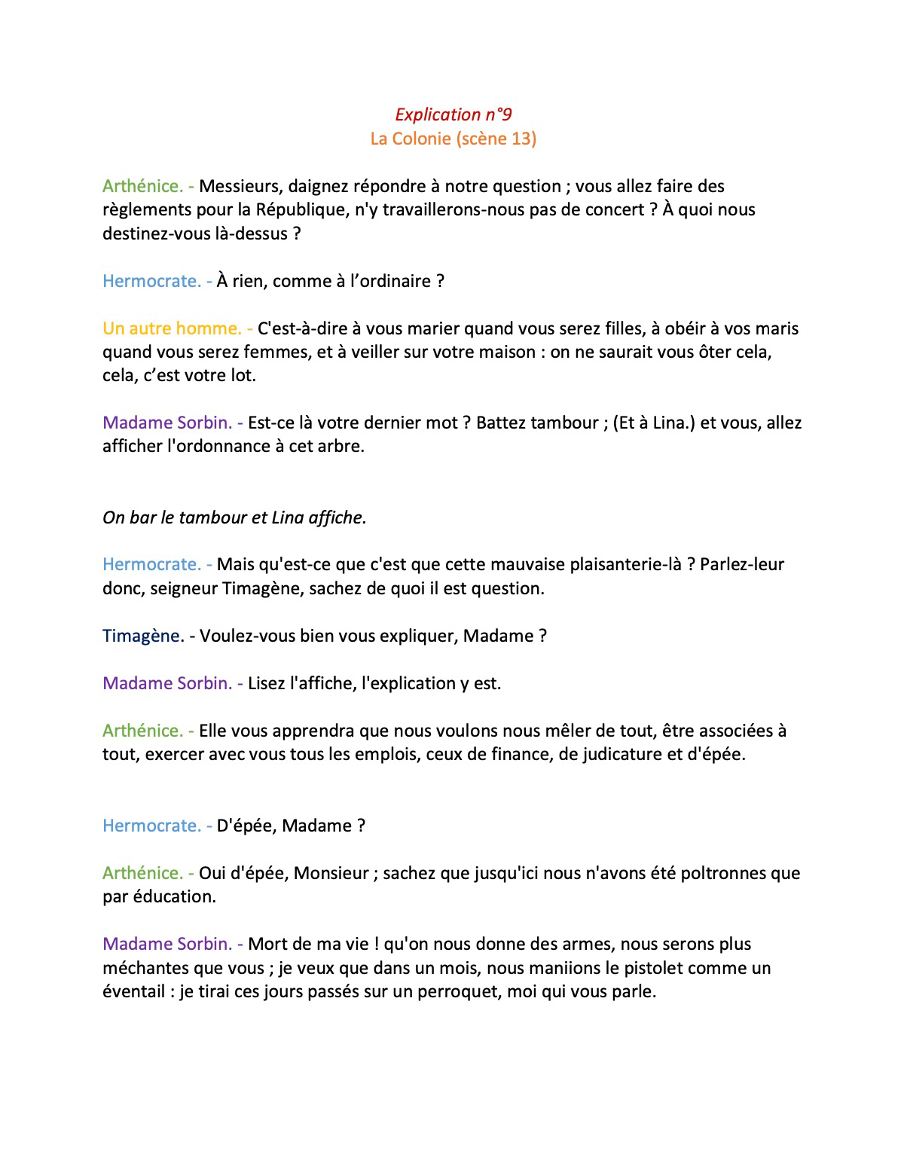 Explication n°9
La Colonie (scène 13)
Arthénice. - Messieurs, daignez répondre à notre question ; vous allez faire des
règlements pour la République, n'y travaillerons-nous pas de concert ? À quoi nous
destinez-vous là-dessus ?
Hermocrate. - À rien, comme à l’ordinaire ?
Un autre homme. - C'est-à-dire à vous marier quand vous serez filles, à obéir à vos maris
quand vous serez femmes, et à veiller sur votre maison : on ne saurait vous ôter cela,
cela, c’est votre lot.
Madame Sorbin. - Est-ce là votre dernier mot ? Battez tambour ; (Et à Lina.) et vous, allez
afficher l'ordonnance à cet arbre.
On bar le tambour et Lina affiche.
Hermocrate. - Mais qu'est-ce que c'est que cette mauvaise plaisanterie-là ? Parlez-leur
donc, seigneur Timagène, sachez de quoi il est question.
Timagène. - Voulez-vous bien vous expliquer, Madame ?
Madame Sorbin. - Lisez l'affiche, l'explication y est.
Arthénice. - Elle vous apprendra que nous voulons nous mêler de tout, être associées à
tout, exercer avec vous tous les emplois, ceux de finance, de judicature et d'épée.
Hermocrate. - D'épée, Madame ?
Arthénice. - Oui d'épée, Monsieur ; sachez que jusqu'ici nous n'avons été poltronnes que
par éducation.
Madame Sorbin. - Mort de ma vie ! qu'on nous donne des armes, nous serons plus
méchantes que vous ; je veux que dans un mois, nous maniions le pistolet comme un
éventail : je tirai ces jours passés sur un perroquet, moi qui vous parle.